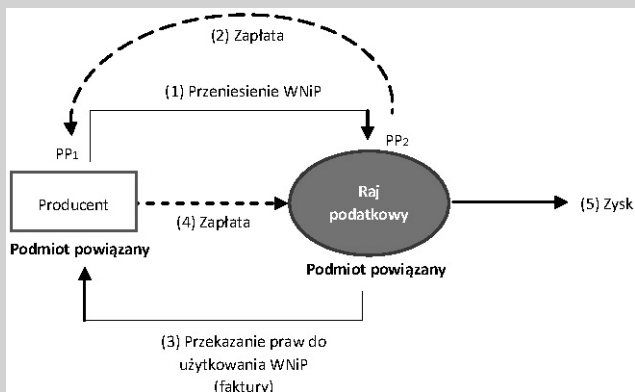 (2) Zapłata
(1) Przeniesienie WNiP
PP1
PP2
Producent
(4) Zapłata
Raj
podatkowy
(5) Zysk
Podmiot powiązany
Podmiot powiązany
(3) Przekazanie praw do
użytkowania WNiP
(faktury)